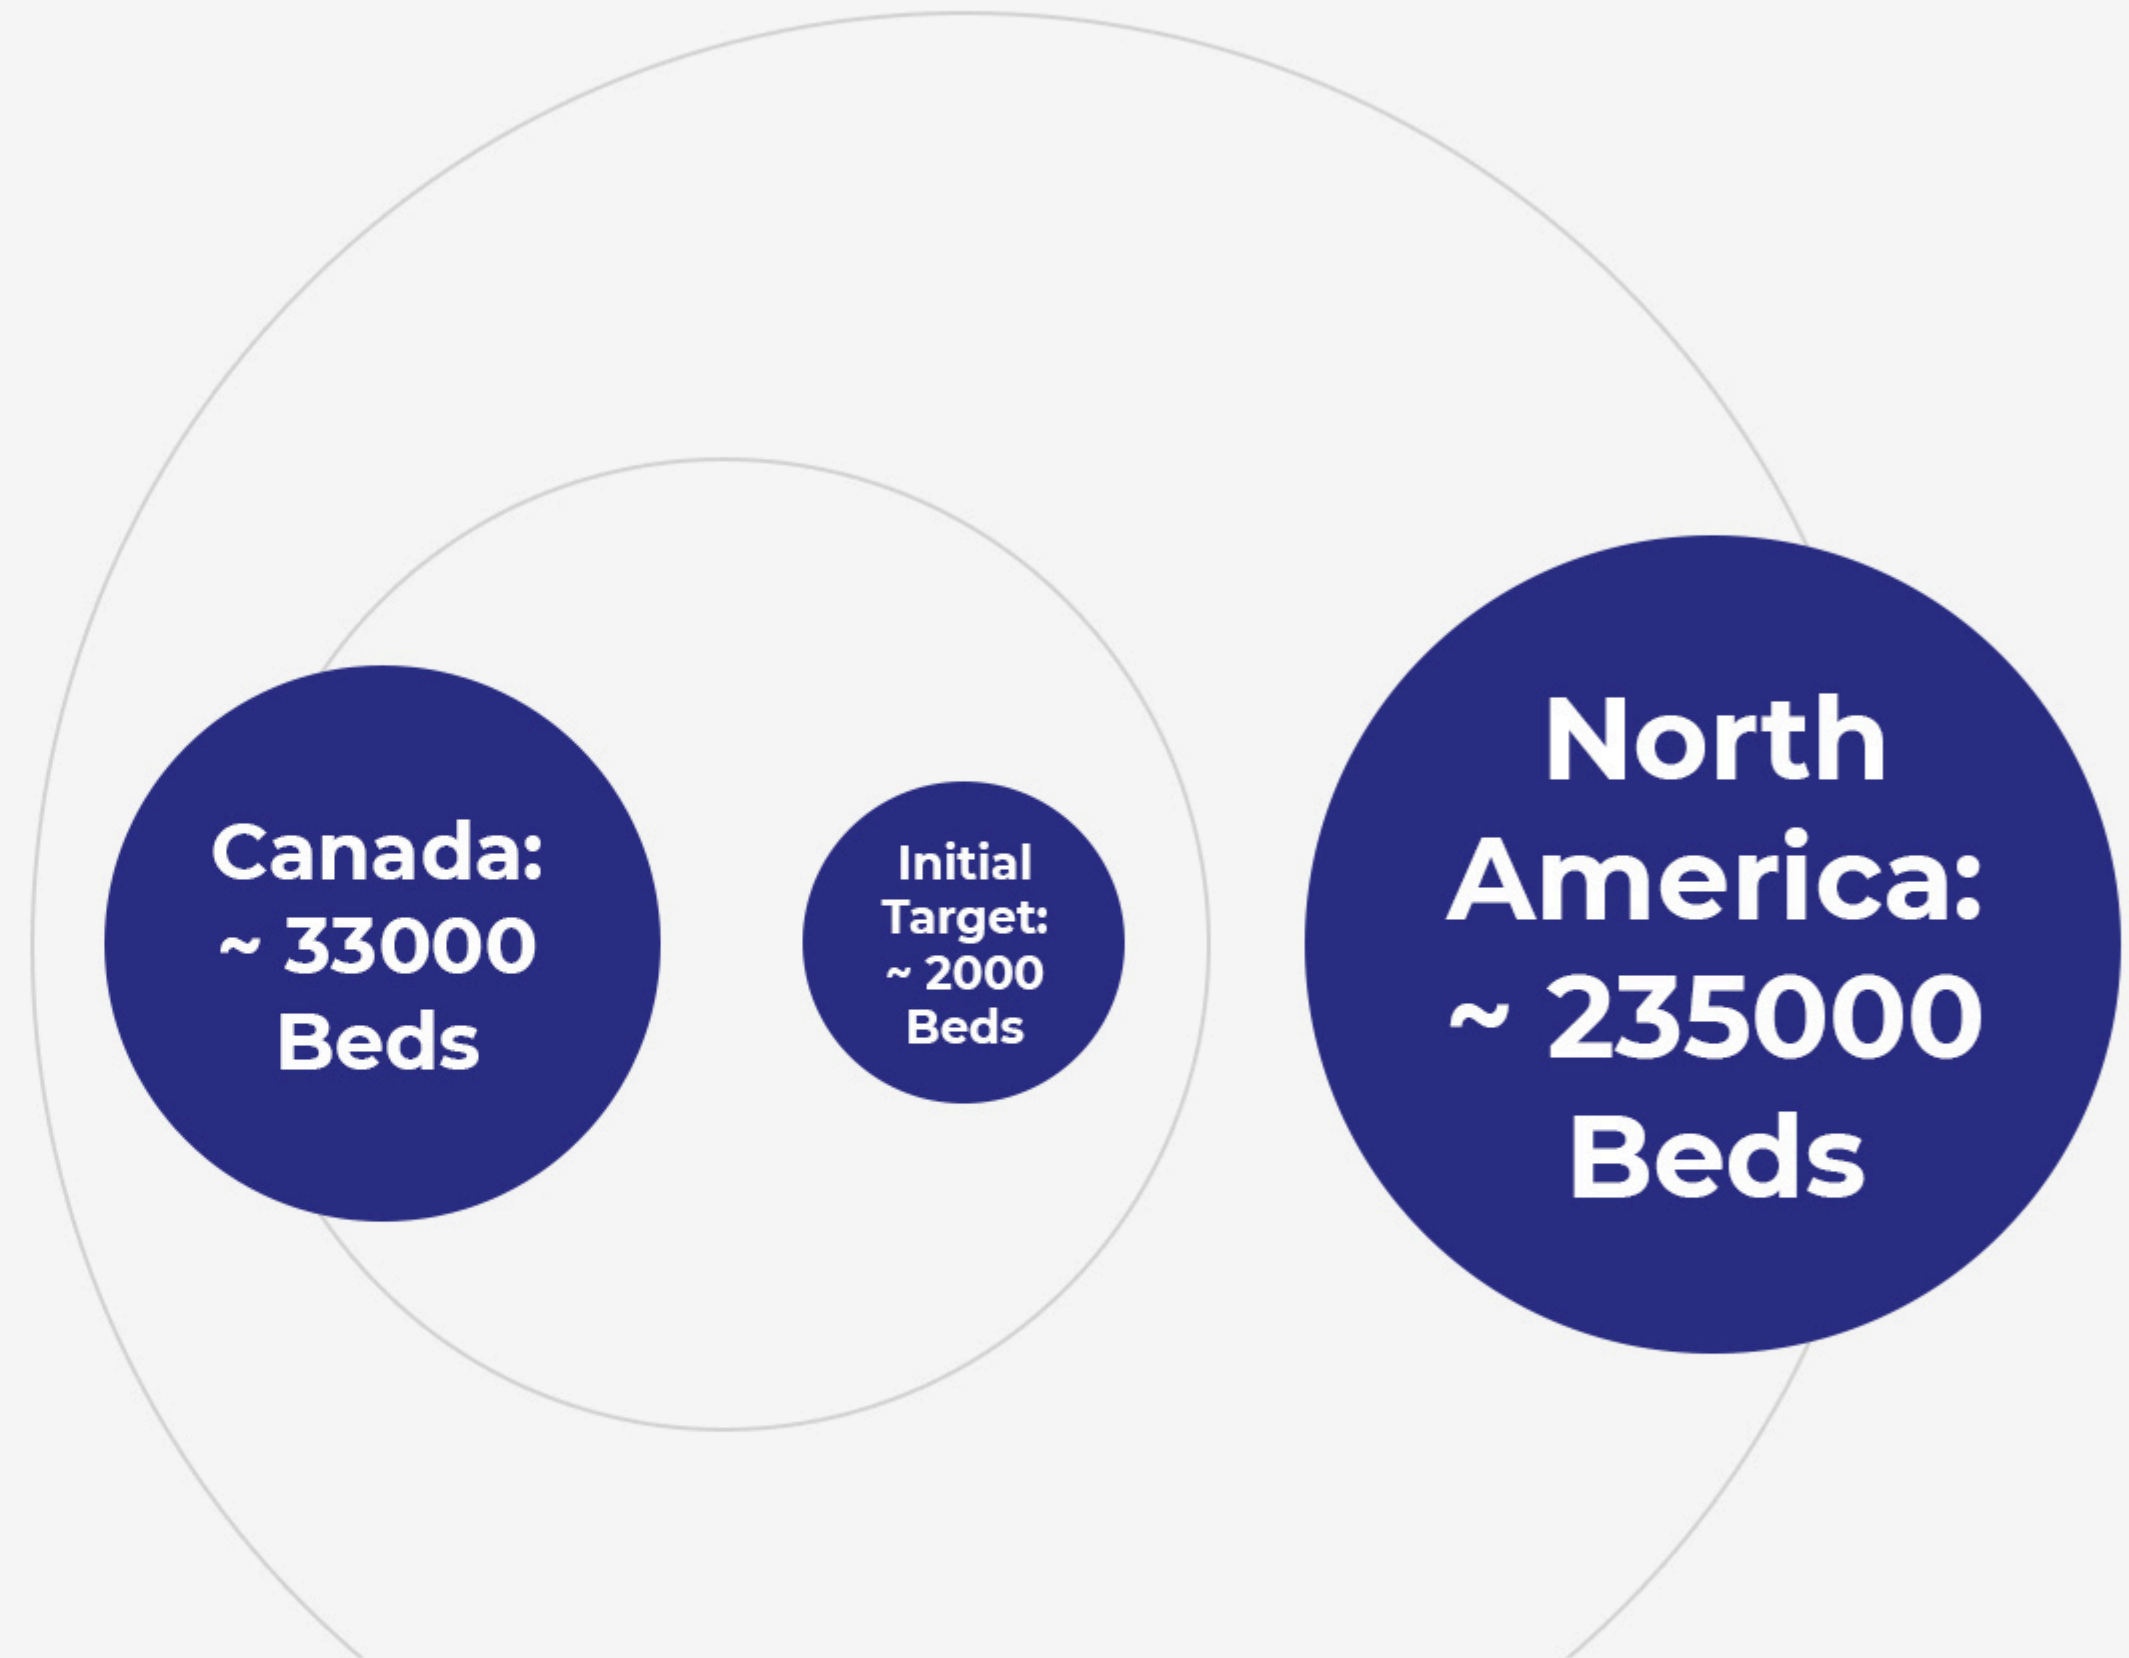 Canada:
~ 33000
Beds
Initial
Target:
~ 2000
Beds
North
America:
~ 235000
Beds